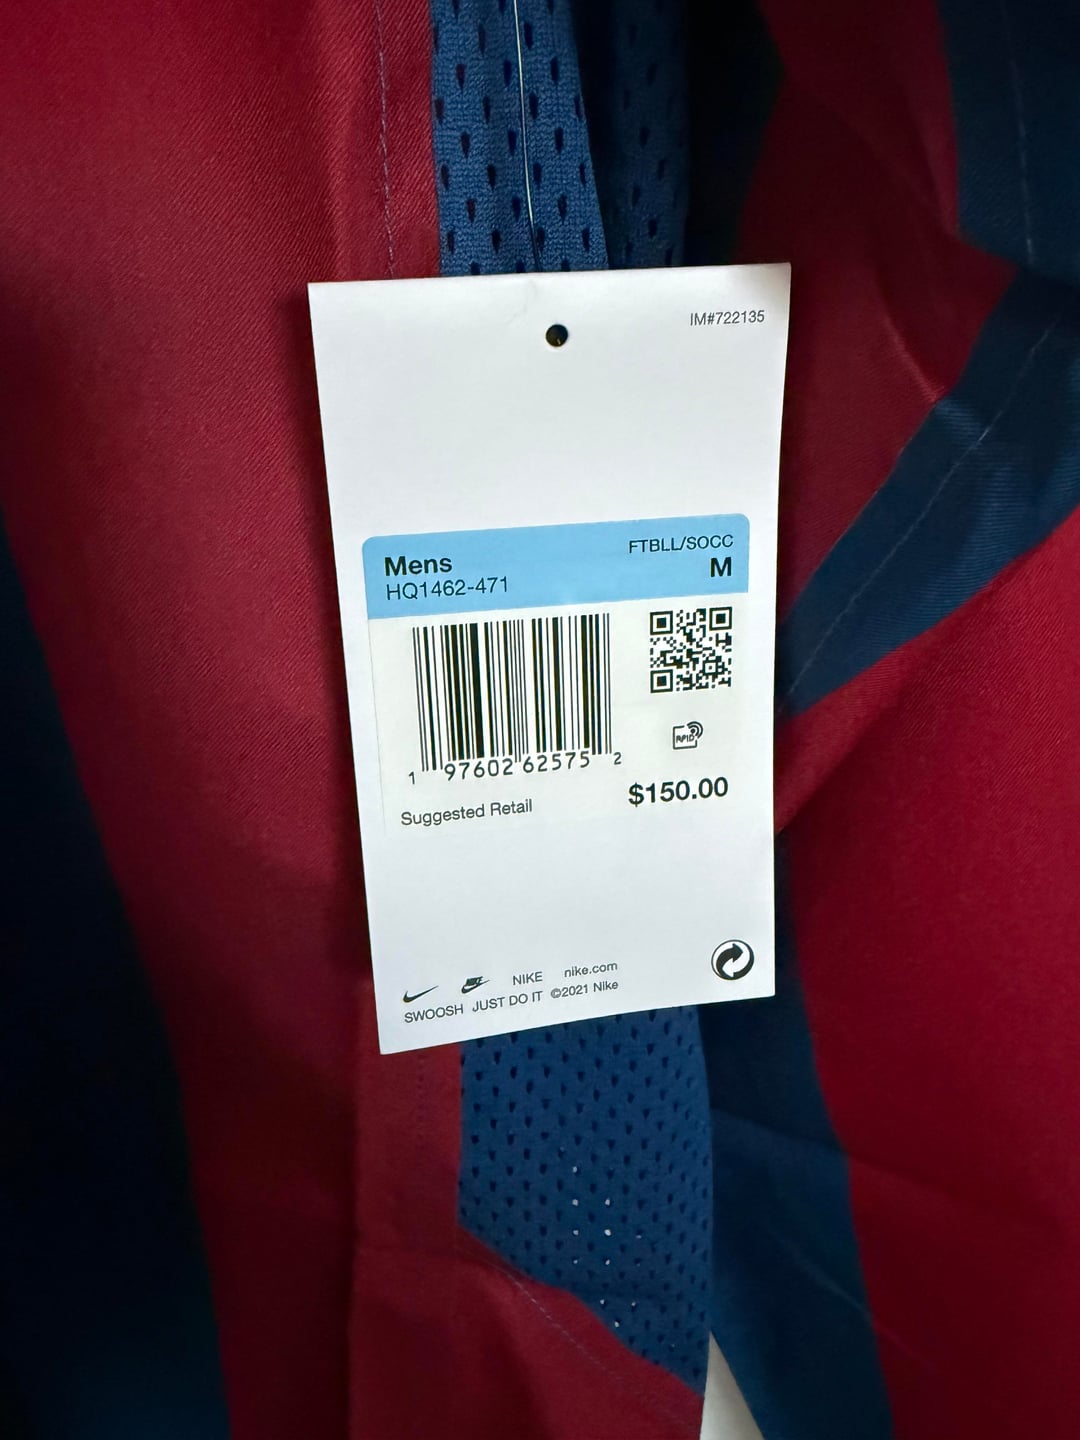 IM#722135
Mens
HQ1462-471
FTBLL/SOCC
M
RFID
1 97602 62575 2
Suggested Retail
$150.00
NIKE nike.com
SWOOSH JUST DO IT ©2021 Nike